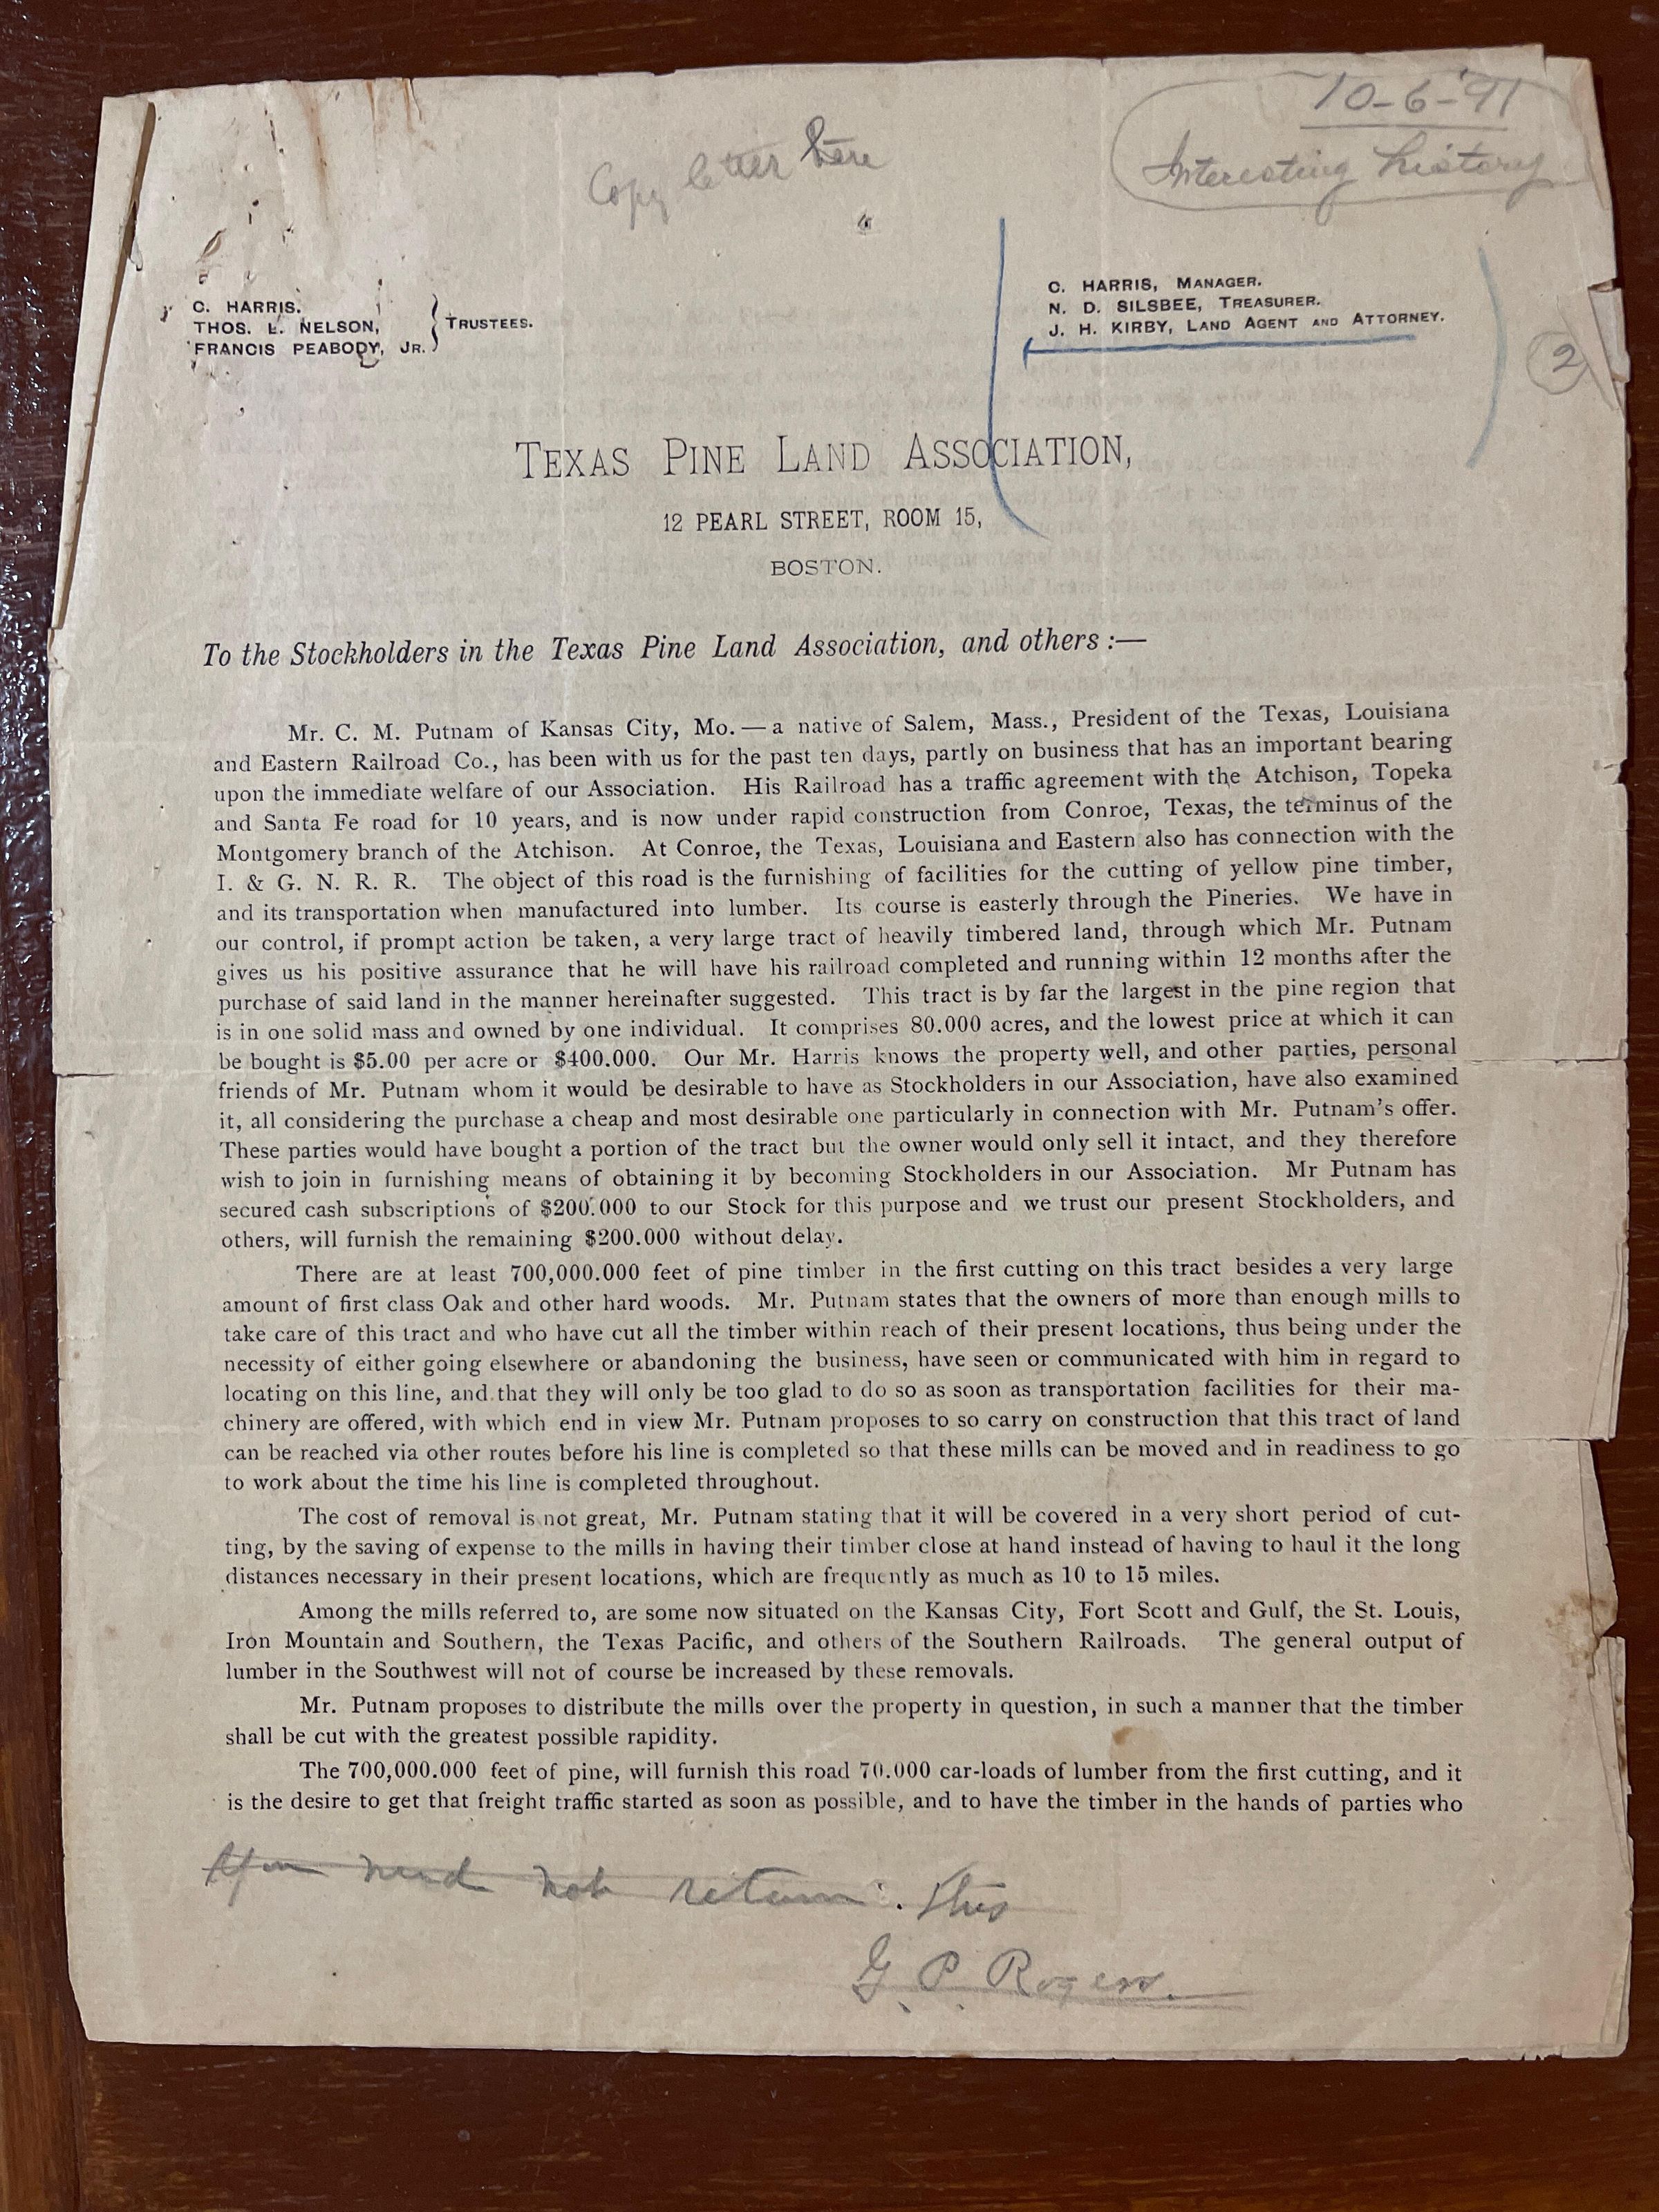 10-6-'91
Interesting history
Copy letter here
C. HARRIS.
THOS. L. NELSON,
FRANCIS PEABODY, JR.
TRUSTEES.
C. HARRIS, MANAGER.
N. D. SILSBEE, TREASURER.
J. H. KIRBY, LAND AGENT AND ATTORNEY.
2
TEXAS PINE LAND ASSOCIATION,
12 PEARL STREET, ROOM 15,
BOSTON.
To the Stockholders in the Texas Pine Land Association, and others :—
Mr. C. M. Putnam of Kansas City, Mo. — a native of Salem, Mass., President of the Texas, Louisiana
and Eastern Railroad Co., has been with us for the past ten days, partly on business that has an important bearing
upon the immediate welfare of our Association. His Railroad has a traffic agreement with the Atchison, Topeka
and Santa Fe road for 10 years, and is now under rapid construction from Conroe, Texas, the terminus of the
Montgomery branch of the Atchison. At Conroe, the Texas, Louisiana and Eastern also has connection with the
I. & G. N. R. R. The object of this road is the furnishing of facilities for the cutting of yellow pine timber,
and its transportation when manufactured into lumber. Its course is easterly through the Pineries. We have in
our control, if prompt action be taken, a very large tract of heavily timbered land, through which Mr. Putnam
gives us his positive assurance that he will have his railroad completed and running within 12 months after the
purchase of said land in the manner hereinafter suggested. This tract is by far the largest in the pine region that
is in one solid mass and owned by one individual. It comprises 80.000 acres, and the lowest price at which it can
be bought is $5.00 per acre or $400.000. Our Mr. Harris knows the property well, and other parties, personal
friends of Mr. Putnam whom it would be desirable to have as Stockholders in our Association, have also examined
it, all considering the purchase a cheap and most desirable one particularly in connection with Mr. Putnam's offer.
These parties would have bought a portion of the tract but the owner would only sell it intact, and they therefore
wish to join in furnishing means of obtaining it by becoming Stockholders in our Association. Mr Putnam has
secured cash subscriptions of $200.000 to our Stock for this purpose and we trust our present Stockholders, and
others, will furnish the remaining $200.000 without delay.
There are at least 700,000.000 feet of pine timber in the first cutting on this tract besides a very large
amount of first class Oak and other hard woods. Mr. Putnam states that the owners of more than enough mills to
take care of this tract and who have cut all the timber within reach of their present locations, thus being under the
necessity of either going elsewhere or abandoning the business, have seen or communicated with him in regard to
locating on this line, and that they will only be too glad to do so as soon as transportation facilities for their ma-
chinery are offered, with which end in view Mr. Putnam proposes to so carry on construction that this tract of land
can be reached via other routes before his line is completed so that these mills can be moved and in readiness to go
to work about the time his line is completed throughout.
The cost of removal is not great, Mr. Putnam stating that it will be covered in a very short period of cut-
ting, by the saving of expense to the mills in having their timber close at hand instead of having to haul it the long
distances necessary in their present locations, which are frequently as much as 10 to 15 miles.
Among the mills referred to, are some now situated on the Kansas City, Fort Scott and Gulf, the St. Louis,
Iron Mountain and Southern, the Texas Pacific, and others of the Southern Railroads. The general output of
lumber in the Southwest will not of course be increased by these removals.
Mr. Putnam proposes to distribute the mills over the property in question, in such a manner that the timber
shall be cut with the greatest possible rapidity.
The 700,000.000 feet of pine, will furnish this road 70.000 car-loads of lumber from the first cutting, and it
is the desire to get that freight traffic started as soon as possible, and to have the timber in the hands of parties who
You need not return. this
G. P. Rogers.